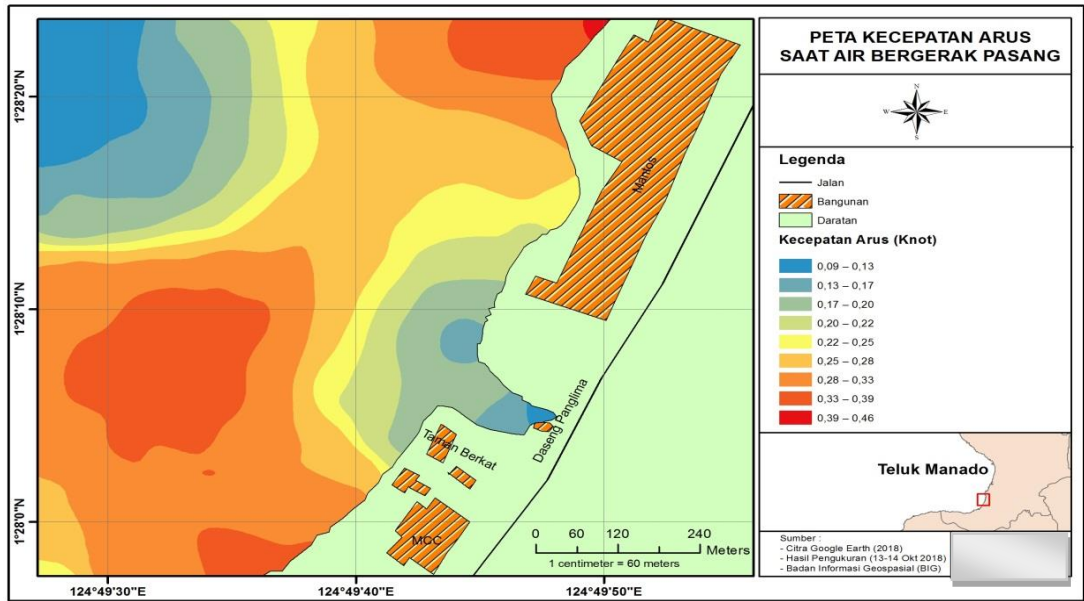 PETA KECEPATAN ARUS
SAAT AIR BERGERAK PASANG
N
W
E
S
Legenda
Jalan
Bangunan
Daratan
Kecepatan Arus (Knot)
0,09 – 0,13
0,13 – 0,17
0,17 – 0,20
0,20 – 0,22
0,22 – 0,25
0,25 – 0,28
0,28 – 0,33
0,33 – 0,39
0,39 – 0,46
Teluk Manado
Sumber :
- Citra Google Earth (2018)
- Hasil Pengukuran (13-14 Okt 2018)
- Badan Informasi Geospasial (BIG)
1°28'20"N
1°28'10"N
1°28'0"N
124°49'30"E
124°49'40"E
124°49'50"E
Mantos
Daseng Panglima
Taman Berkat
MCC
0 60 120 240
Meters
1 centimeter = 60 meters